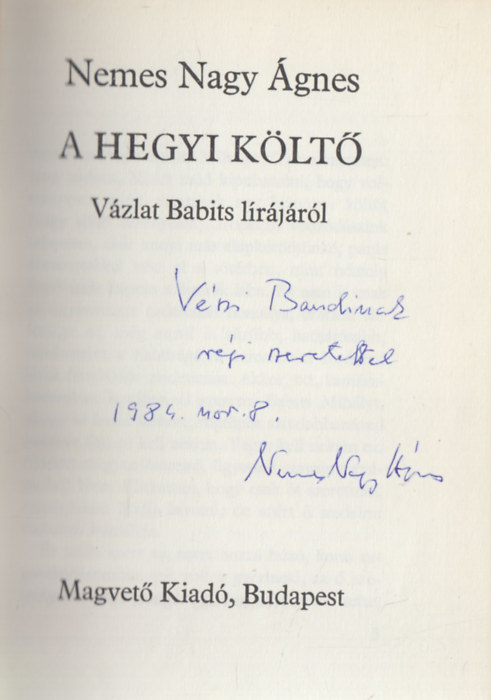 Nemes Nagy Ágnes
A HEGYI KÖLTŐ
Vázlat Babits lírájáról
Bandinak
régi szeretettel
1984. nov. 8.
Nemes Nagy Ágnes
Magvető Kiadó, Budapest